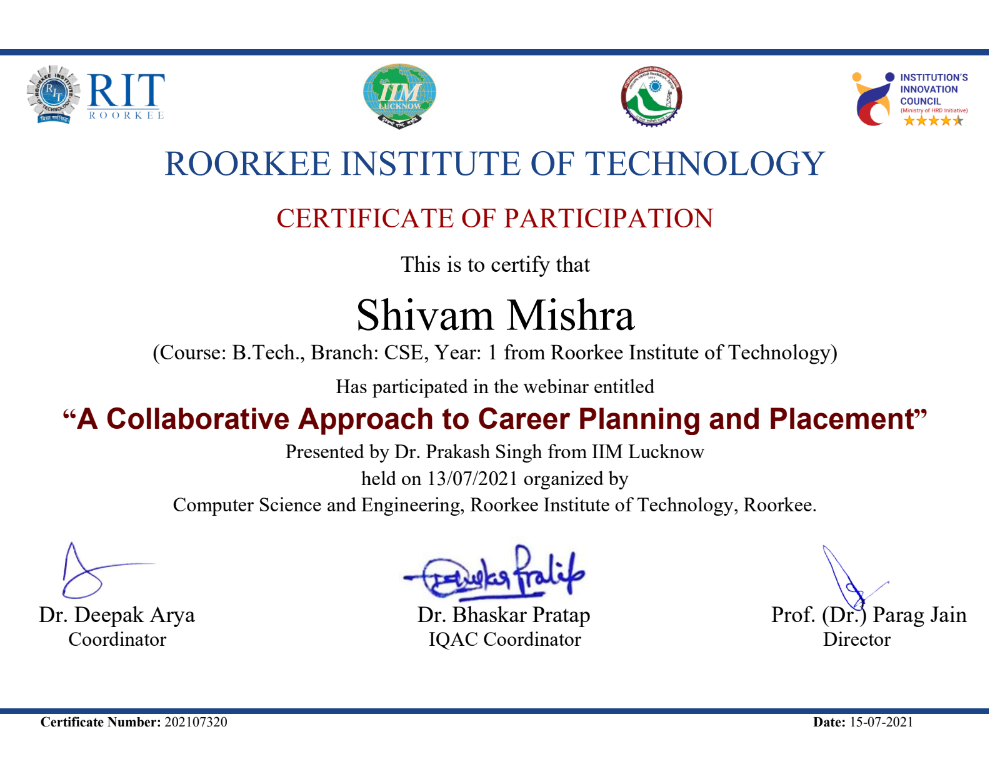 RIT
ROORKEE
IIM
LUCKNOW
INSTITUTION'S
INNOVATION
COUNCIL
(Ministry of HRD Initiative)
ROORKEE INSTITUTE OF TECHNOLOGY
CERTIFICATE OF PARTICIPATION
This is to certify that
Shivam Mishra
(Course: B.Tech., Branch: CSE, Year: 1 from Roorkee Institute of Technology)
Has participated in the webinar entitled
“A Collaborative Approach to Career Planning and Placement”
Presented by Dr. Prakash Singh from IIM Lucknow
held on 13/07/2021 organized by
Computer Science and Engineering, Roorkee Institute of Technology, Roorkee.
Dr. Deepak Arya
Coordinator
Dr. Bhaskar Pratap
IQAC Coordinator
Prof. (Dr.) Parag Jain
Director
Certificate Number: 202107320
Date: 15-07-2021